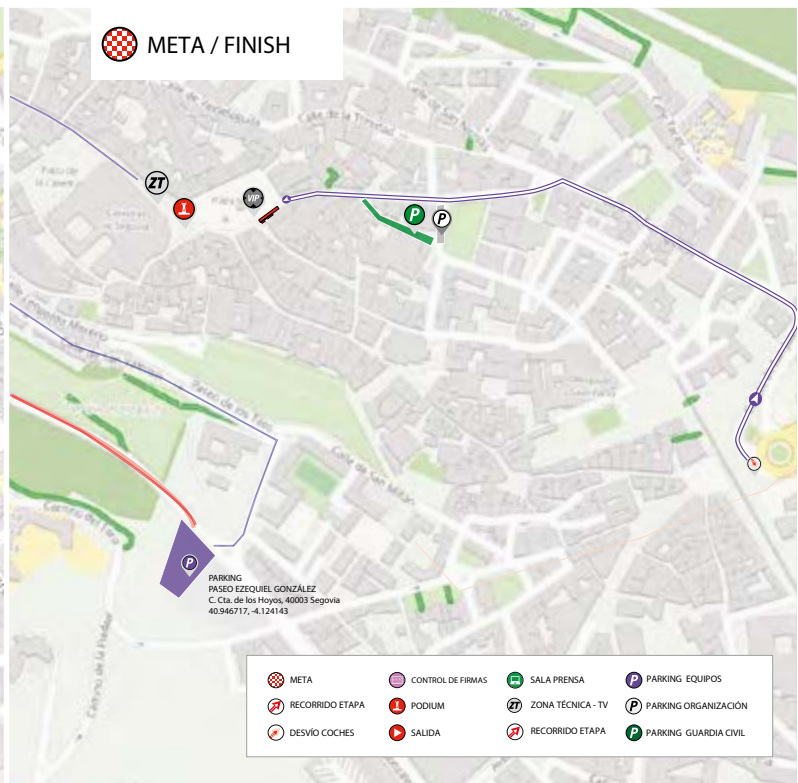 META / FINISH
Calle de la Trinidad
ZT
VIP
P
P
Paseo de los Tilos
Calle de San Millán
P
PARKING
PASEO EZEQUIEL GONZÁLEZ
C. Cta. de los Hoyos, 40003 Segovia
40.946717, -4.124143
META
CONTROL DE FIRMAS
SALA PRENSA
P PARKING EQUIPOS
RECORRIDO ETAPA
PODIUM
ZT ZONA TÉCNICA - TV
P PARKING ORGANIZACIÓN
DESVÍO COCHES
SALIDA
RECORRIDO ETAPA
P PARKING GUARDIA CIVIL